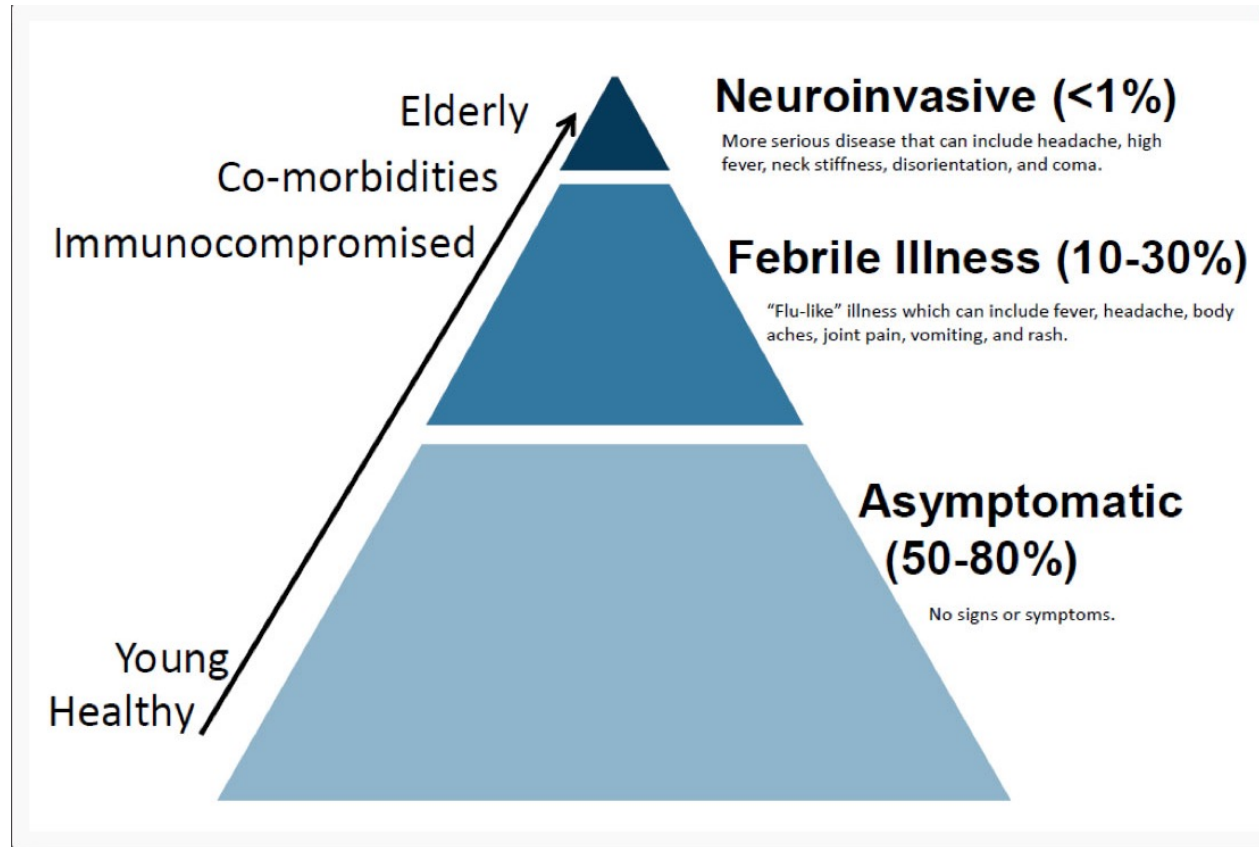 Elderly
Co-morbidities
Immunocompromised
Young
Healthy
Neuroinvasive (<1%)
More serious disease that can include headache, high
fever, neck stiffness, disorientation, and coma.
Febrile Illness (10-30%)
“Flu-like” illness which can include fever, headache, body
aches, joint pain, vomiting, and rash.
Asymptomatic
(50-80%)
No signs or symptoms.